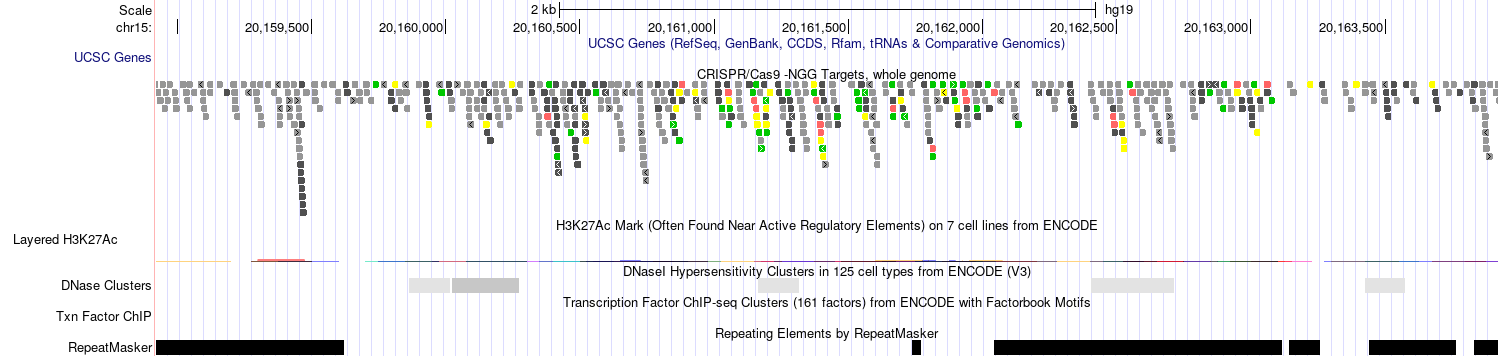 Scale 2 kb hg19
chr15: 20,159,500 20,160,000 20,160,500 20,161,000 20,161,500 20,162,000 20,162,500 20,163,000 20,163,500
UCSC Genes (RefSeq, GenBank, CCDS, Rfam, tRNAs & Comparative Genomics)
UCSC Genes
CRISPR/Cas9 -NGG Targets, whole genome
H3K27Ac Mark (Often Found Near Active Regulatory Elements) on 7 cell lines from ENCODE
Layered H3K27Ac
DNaseI Hypersensitivity Clusters in 125 cell types from ENCODE (V3)
DNase Clusters
Transcription Factor ChIP-seq Clusters (161 factors) from ENCODE with Factorbook Motifs
Txn Factor ChIP
Repeating Elements by RepeatMasker
RepeatMasker